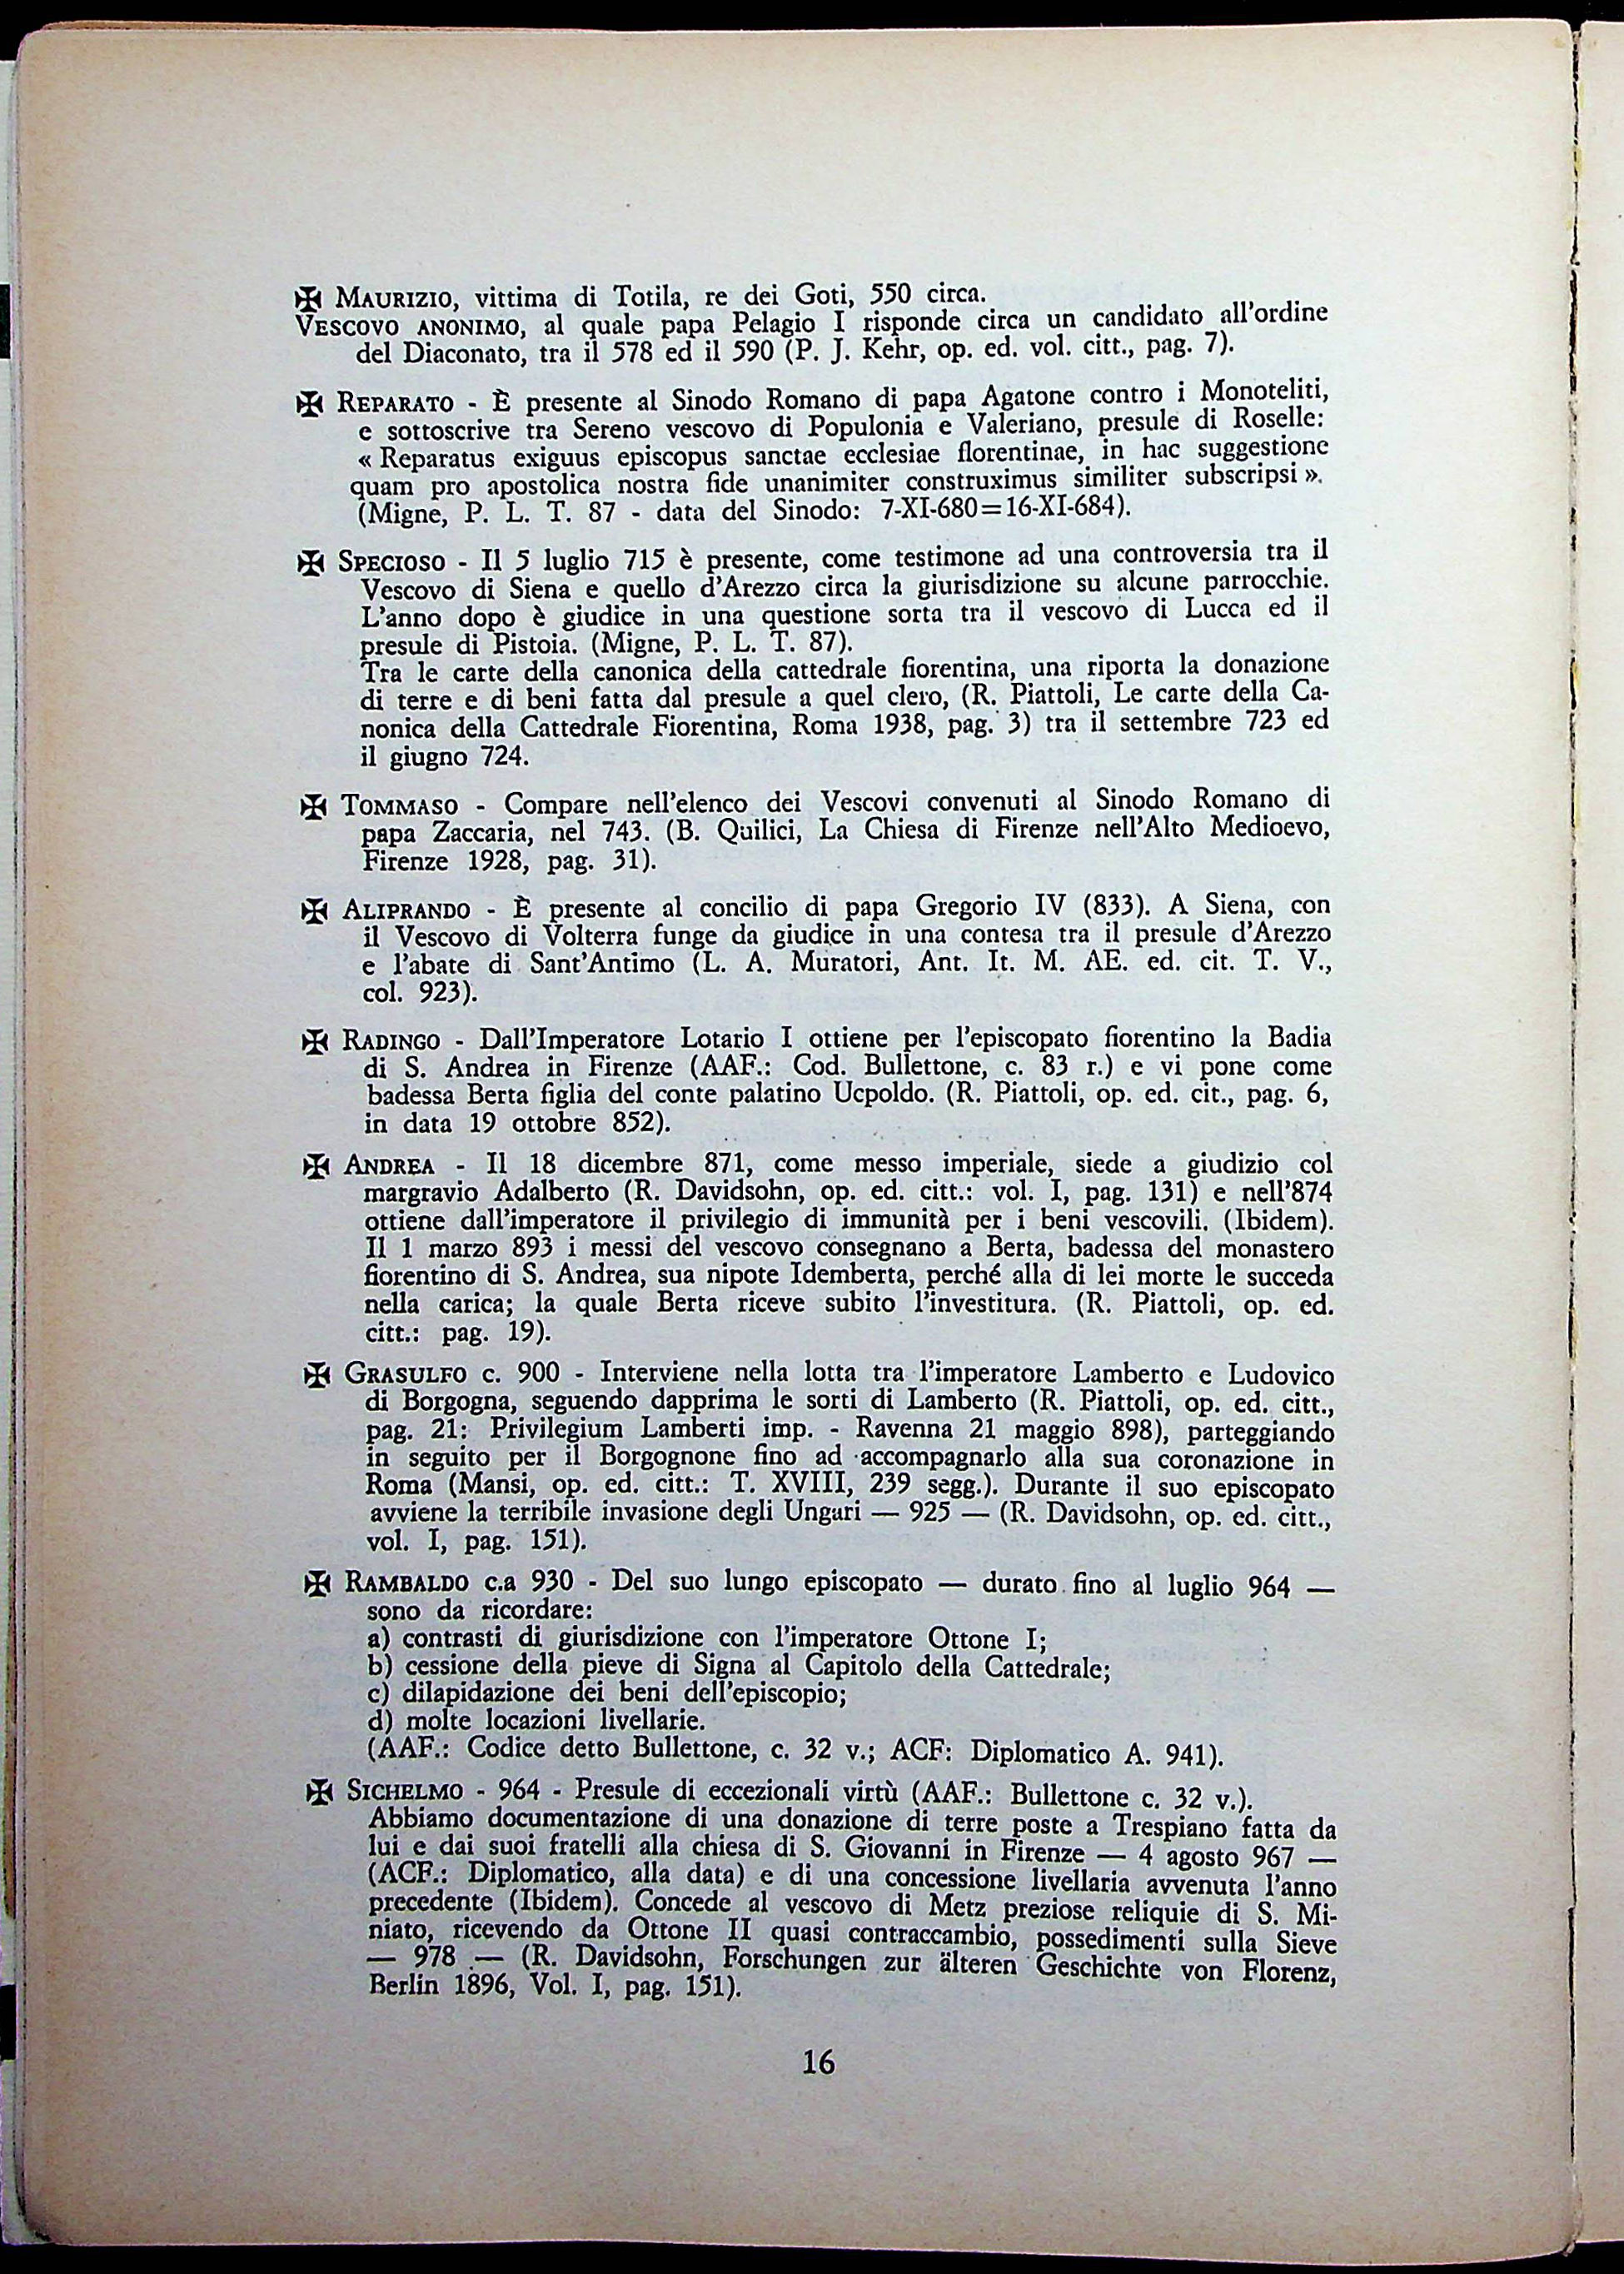 ✠ MAURIZIO, vittima di Totila, re dei Goti, 550 circa.
VESCOVO ANONIMO, al quale papa Pelagio I risponde circa un candidato all'ordine
del Diaconato, tra il 578 ed il 590 (P. J. Kehr, op. ed. vol. citt., pag. 7).
✠ REPARATO - È presente al Sinodo Romano di papa Agatone contro i Monoteliti,
e sottoscrive tra Sereno vescovo di Populonia e Valeriano, presule di Roselle:
« Reparatus exiguus episcopus sanctae ecclesiae florentinae, in hac suggestione
quam pro apostolica nostra fide unanimiter construximus similiter subscripsi ».
(Migne, P. L. T. 87 - data del Sinodo: 7-XI-680=16-XI-684).
✠ SPECIOSO - Il 5 luglio 715 è presente, come testimone ad una controversia tra il
Vescovo di Siena e quello d'Arezzo circa la giurisdizione su alcune parrocchie.
L'anno dopo è giudice in una questione sorta tra il vescovo di Lucca ed il
presule di Pistoia. (Migne, P. L. T. 87).
Tra le carte della canonica della cattedrale fiorentina, una riporta la donazione
di terre e di beni fatta dal presule a quel clero, (R. Piattoli, Le carte della Ca-
nonica della Cattedrale Fiorentina, Roma 1938, pag. 3) tra il settembre 723 ed
il giugno 724.
✠ TOMMASO - Compare nell'elenco dei Vescovi convenuti al Sinodo Romano di
papa Zaccaria, nel 743. (B. Quilici, La Chiesa di Firenze nell'Alto Medioevo,
Firenze 1928, pag. 31).
✠ ALIPRANDO - È presente al concilio di papa Gregorio IV (833). A Siena, con
il Vescovo di Volterra funge da giudice in una contesa tra il presule d'Arezzo
e l'abate di Sant'Antimo (L. A. Muratori, Ant. It. M. AE. ed. cit. T. V.,
col. 923).
✠ RADINGO - Dall'Imperatore Lotario I ottiene per l'episcopato fiorentino la Badia
di S. Andrea in Firenze (AAF.: Cod. Bullettone, c. 83 r.) e vi pone come
badessa Berta figlia del conte palatino Ucpoldo. (R. Piattoli, op. ed. cit., pag. 6,
in data 19 ottobre 852).
✠ ANDREA - Il 18 dicembre 871, come messo imperiale, siede a giudizio col
margravio Adalberto (R. Davidsohn, op. ed. citt.: vol. I, pag. 131) e nell'874
ottiene dall'imperatore il privilegio di immunità per i beni vescovili. (Ibidem).
Il 1 marzo 893 i messi del vescovo consegnano a Berta, badessa del monastero
fiorentino di S. Andrea, sua nipote Idemberta, perché alla di lei morte le succeda
nella carica; la quale Berta riceve subito l'investitura. (R. Piattoli, op. ed.
citt.: pag. 19).
✠ GRASULFO c. 900 - Interviene nella lotta tra l'imperatore Lamberto e Ludovico
di Borgogna, seguendo dapprima le sorti di Lamberto (R. Piattoli, op. ed. citt.,
pag. 21: Privilegium Lamberti imp. - Ravenna 21 maggio 898), parteggiando
in seguito per il Borgognone fino ad accompagnarlo alla sua coronazione in
Roma (Mansi, op. ed. citt.: T. XVIII, 239 segg.). Durante il suo episcopato
avviene la terribile invasione degli Ungari — 925 — (R. Davidsohn, op. ed. citt.,
vol. I, pag. 151).
✠ RAMBALDO c.a 930 - Del suo lungo episcopato — durato fino al luglio 964 —
sono da ricordare:
a) contrasti di giurisdizione con l'imperatore Ottone I;
b) cessione della pieve di Signa al Capitolo della Cattedrale;
c) dilapidazione dei beni dell'episcopio;
d) molte locazioni livellarie.
(AAF.: Codice detto Bullettone, c. 32 v.; ACF: Diplomatico A. 941).
✠ SICHELMO - 964 - Presule di eccezionali virtù (AAF.: Bullettone c. 32 v.).
Abbiamo documentazione di una donazione di terre poste a Trespiano fatta da
lui e dai suoi fratelli alla chiesa di S. Giovanni in Firenze — 4 agosto 967 —
(ACF.: Diplomatico, alla data) e di una concessione livellaria avvenuta l'anno
precedente (Ibidem). Concede al vescovo di Metz preziose reliquie di S. Mi-
niato, ricevendo da Ottone II quasi contraccambio, possedimenti sulla Sieve
— 978 — (R. Davidsohn, Forschungen zur älteren Geschichte von Florenz,
Berlin 1896, Vol. I, pag. 151).
16